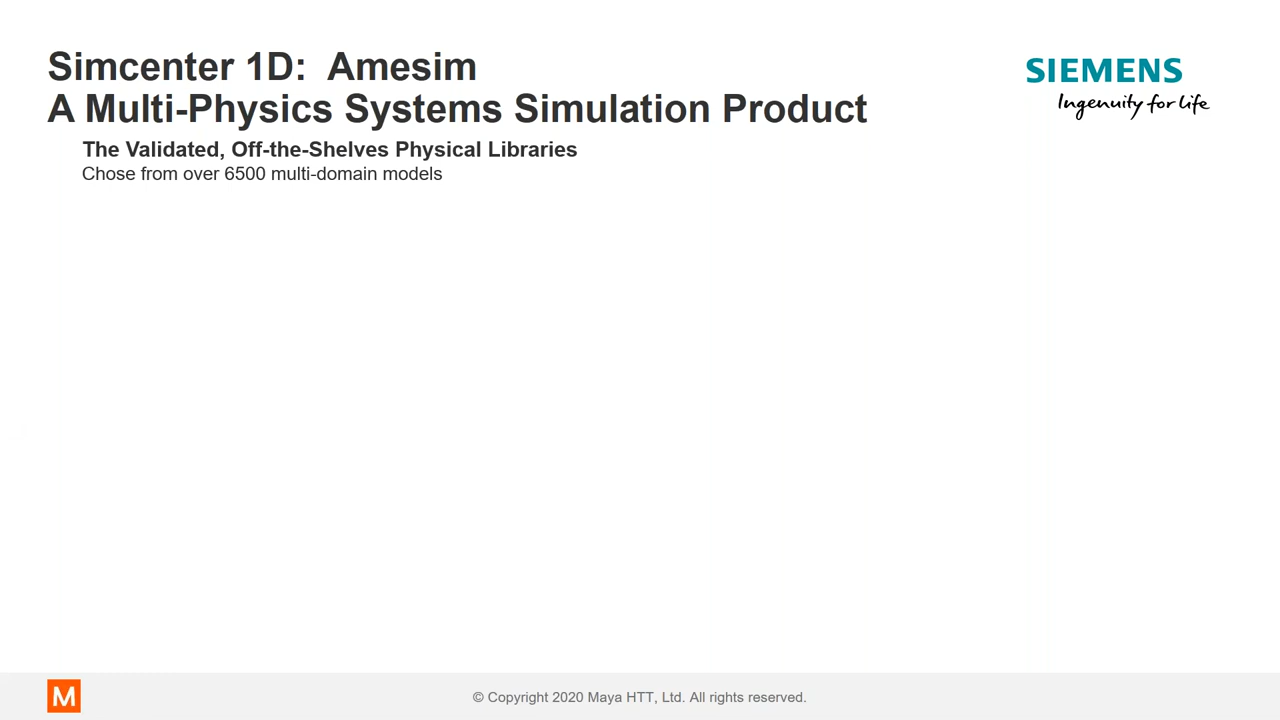 Simcenter 1D: Amesim
A Multi-Physics Systems Simulation Product
The Validated, Off-the-Shelves Physical Libraries
Chose from over 6500 multi-domain models
SIEMENS
Ingenuity for life
M
© Copyright 2020 Maya HTT, Ltd. All rights reserved.